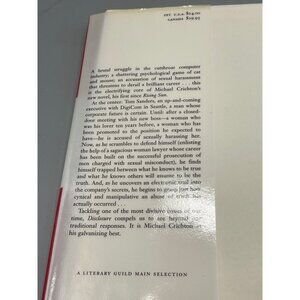 FPT U.S.A. $24.00
CANADA $29.95
A brutal struggle in the cutthroat computer
industry; a shattering psychological game of cat
and mouse; an accusation of sexual harassment
that threatens to derail a brilliant career . . . this
is the electrifying core of Michael Crichton's
new novel, his first since Rising Sun.
At the center: Tom Sanders, an up-and-coming
executive with DigiCom in Seattle, a man whose
corporate future is certain. Until: after a closed-
door meeting with his new boss—a woman who
was his lover ten years before, a woman who has
been promoted to the position he expected to
have—he is accused of sexually harassing her.
Now, as he scrambles to defend himself (enlisting
the help of a sagacious woman lawyer whose career
has been built on the successful prosecution of
men charged with sexual misconduct), he finds
himself trapped between what he knows to be true
and what he knows others will assume to be the
truth. And, as he uncovers an electronic trail into
the company's secrets, he begins to grasp just how
cynical and manipulative an abuse of truth has
actually occurred . . .
Tackling one of the most divisive issues of our
time, Disclosure compels us to see beyond our
traditional responses. It is Michael Crichton at
his galvanizing best.
A LITERARY GUILD MAIN SELECTION